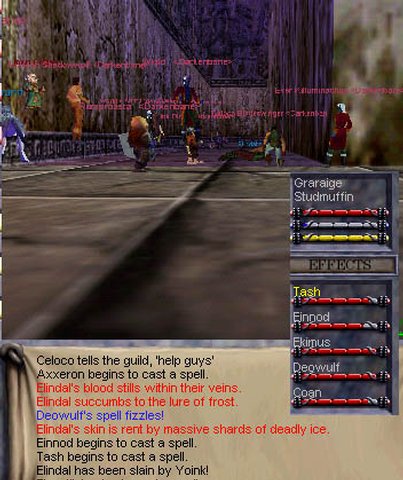 <Darkenbane>
Graraige
Studmuffin
EFFECTS
Tash
Einnod
Ekimus
Deowulf
Coan
Celoco tells the guild, 'help guys'
Axxeron begins to cast a spell.
Elindal's blood stills within their veins.
Elindal succumbs to the lure of frost.
Deowulf's spell fizzles!
Elindal's skin is rent by massive shards of deadly ice.
Einnod begins to cast a spell.
Tash begins to cast a spell.
Elindal has been slain by Yoink!